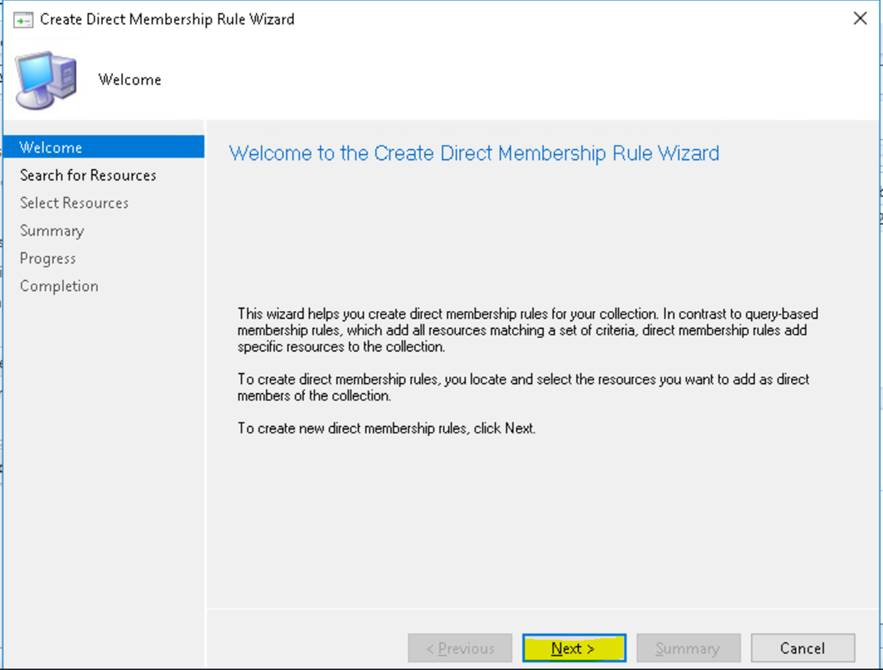 Create Direct Membership Rule Wizard
Welcome
Welcome
Search for Resources
Select Resources
Summary
Progress
Completion
Welcome to the Create Direct Membership Rule Wizard
This wizard helps you create direct membership rules for your collection. In contrast to query-based
membership rules, which add all resources matching a set of criteria, direct membership rules add
specific resources to the collection.
To create direct membership rules, you locate and select the resources you want to add as direct
members of the collection.
To create new direct membership rules, click Next.
< Previous
Next >
Summary
Cancel